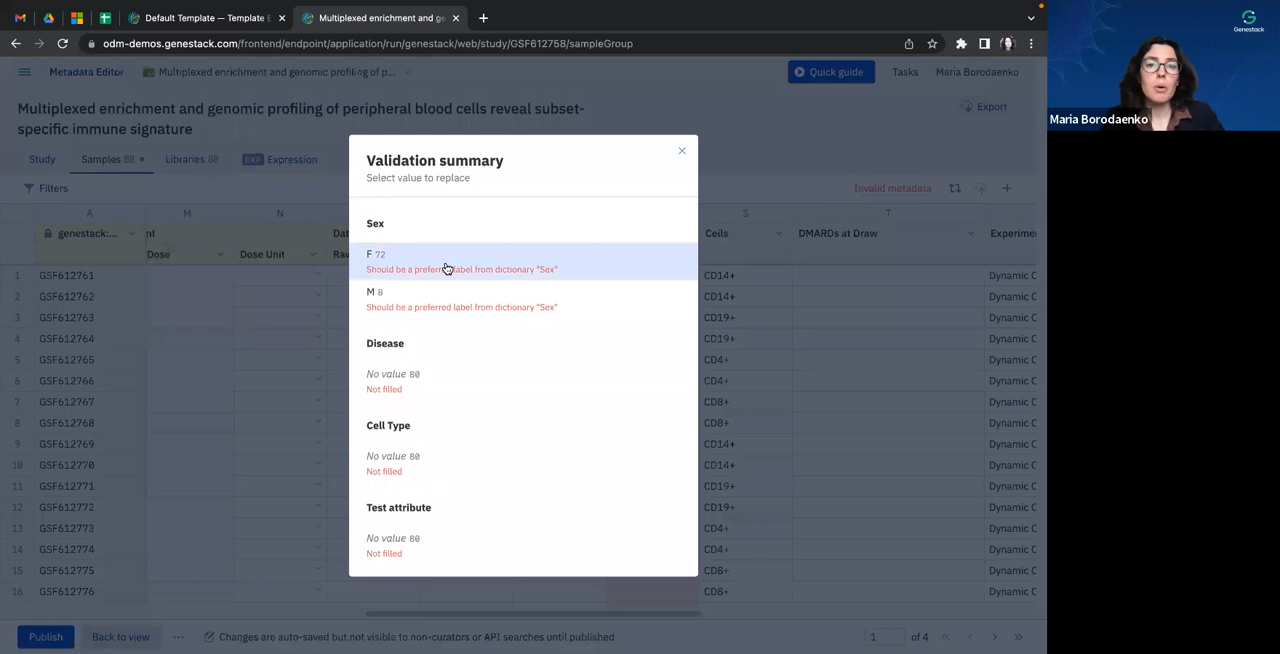 Default Template — Template E
Multiplexed enrichment and ge
odm-demos.genestack.com/frontend/endpoint/application/run/genestack/web/study/GSF612758/sampleGroup
Genestack
Metadata Editor
Multiplexed enrichment and genomic profiling of p...
Quick guide
Tasks
Maria Borodaenko
Maria Borodaenko
Multiplexed enrichment and genomic profiling of peripheral blood cells reveal subset-
specific immune signature
Export
Study
Samples 80
Libraries 80
EXP Expression
Filters
Invalid metadata
A
M
N
S
T
genestack:...
nt
Dat
Cells
DMARDs at Draw
Experimen
Dose
Dose Unit
Raw
1 GSF612761 CD14+ Dynamic C
2 GSF612762 CD14+ Dynamic C
3 GSF612763 CD19+ Dynamic C
4 GSF612764 CD19+ Dynamic C
5 GSF612765 CD4+ Dynamic C
6 GSF612766 CD4+ Dynamic C
7 GSF612767 CD8+ Dynamic C
8 GSF612768 CD8+ Dynamic C
9 GSF612769 CD14+ Dynamic C
10 GSF612770 CD14+ Dynamic C
11 GSF612771 CD19+ Dynamic C
12 GSF612772 CD19+ Dynamic C
13 GSF612773 CD4+ Dynamic C
14 GSF612774 CD4+ Dynamic C
15 GSF612775 CD8+ Dynamic C
16 GSF612776 CD8+ Dynamic C
Validation summary
Select value to replace
Sex
F 72
Should be a preferred label from dictionary "Sex"
M 8
Should be a preferred label from dictionary "Sex"
Disease
No value 80
Not filled
Cell Type
No value 80
Not filled
Test attribute
No value 80
Not filled
Publish
Back to view
Changes are auto-saved but not visible to non-curators or API searches until published
1 of 4